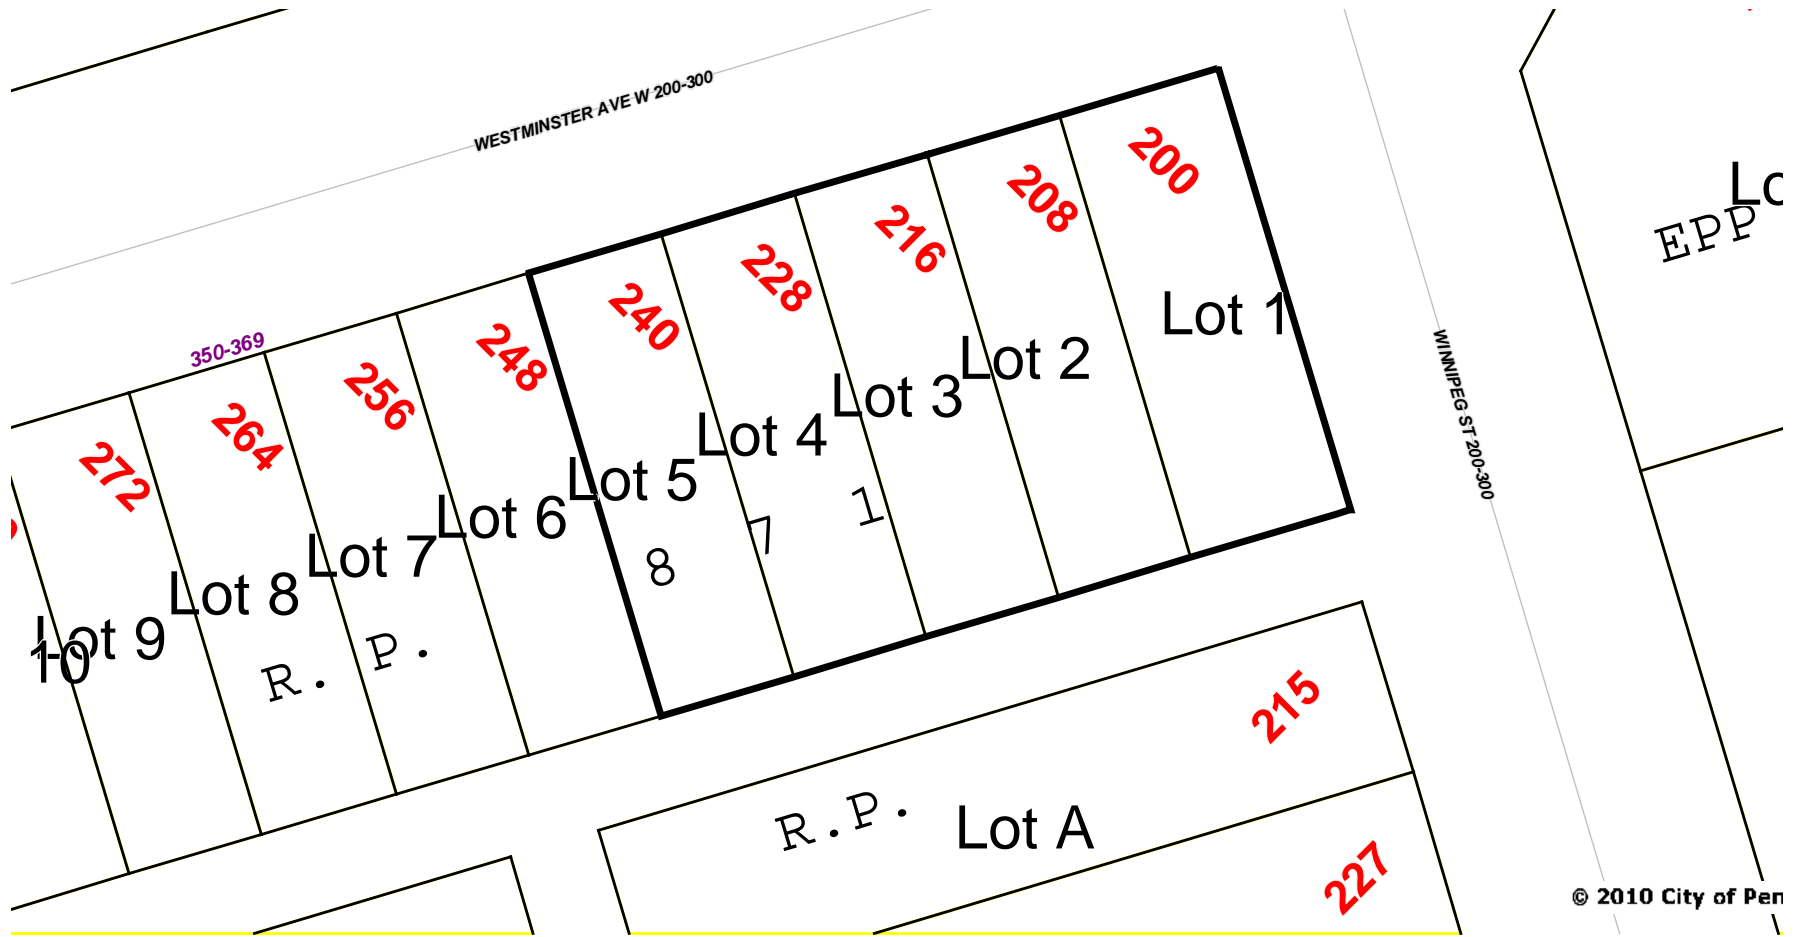 WESTMINSTER AVE W 200-300
WINNIPEG ST 200-300
350-369
200
208
216
228
240
248
256
264
272
Lot 1
Lot 2
Lot 3
Lot 4
Lot 5
Lot 6
Lot 7
Lot 8
Lot 9
10
R. P. 8 7 1
EPP
215
R.P.
Lot A
227
© 2010 City of Pen